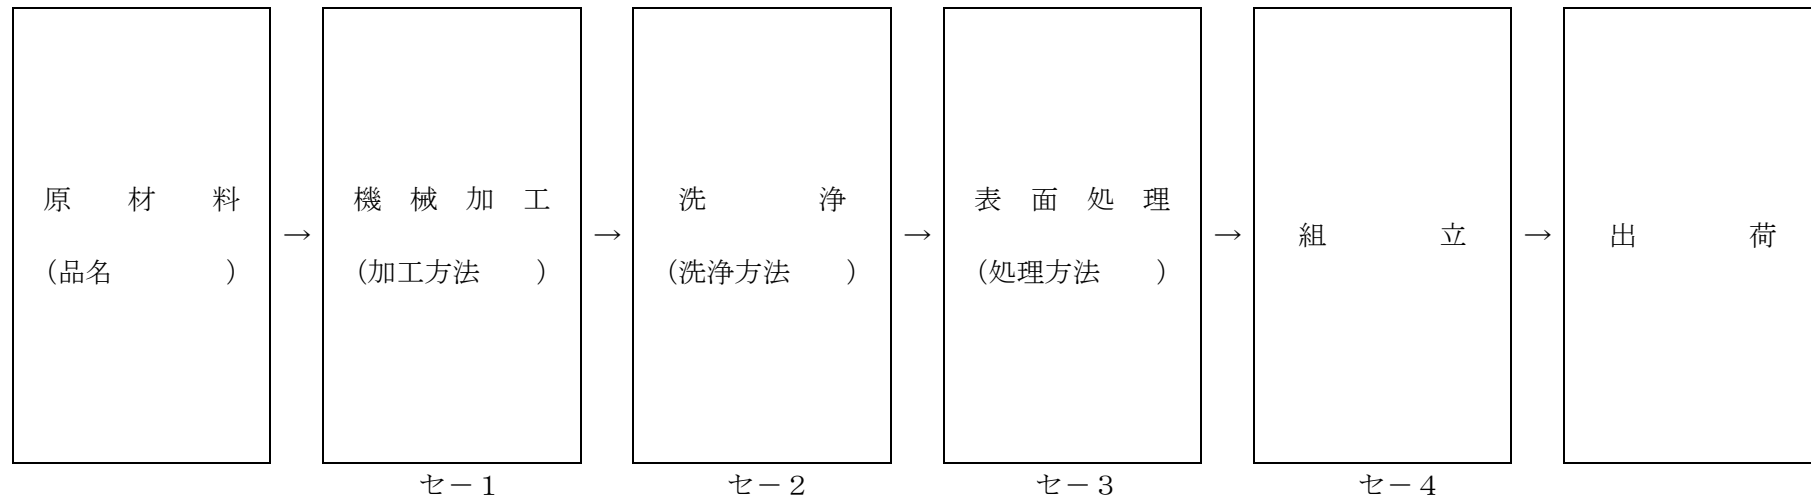 原材料
(品名　　　　)
→
機械加工
(加工方法　　)
→
洗浄
(洗浄方法　　)
→
表面処理
(処理方法　　)
→
組立
→
出荷
セ－１
セ－２
セ－３
セ－４